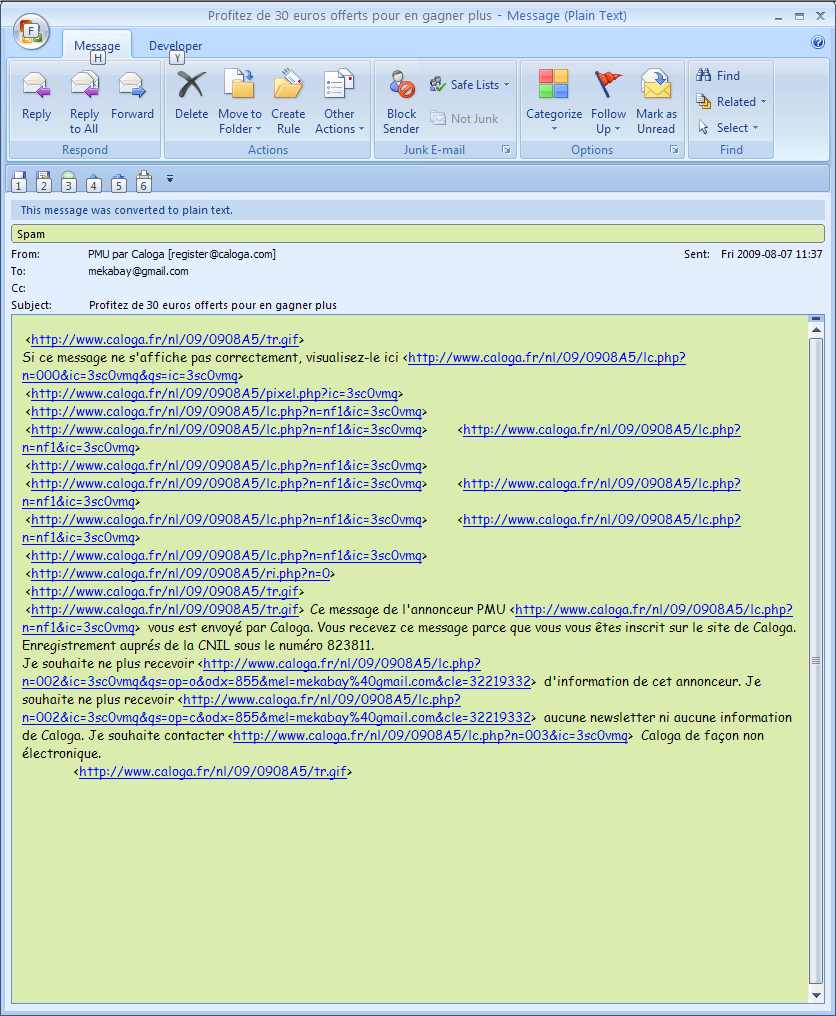 Profitez de 30 euros offerts pour en gagner plus - Message (Plain Text)
Message Developer
H Y
Reply Reply to All Forward
Respond
Delete Move to Folder Create Rule Other Actions
Actions
Block Sender Safe Lists Not Junk
Junk E-mail
Categorize Follow Up Mark as Unread
Options
Find Related Select
Find
1 2 3 4 5 6
This message was converted to plain text.
Spam
From: PMU par Caloga [register@caloga.com] Sent: Fri 2009-08-07 11:37
To: mekabay@gmail.com
Cc:
Subject: Profitez de 30 euros offerts pour en gagner plus
<http://www.caloga.fr/nl/09/0908A5/tr.gif>
Si ce message ne s'affiche pas correctement, visualisez-le ici <http://www.caloga.fr/nl/09/0908A5/lc.php?
n=000&ic=3sc0vmq&qs=ic=3sc0vmq>
<http://www.caloga.fr/nl/09/0908A5/pixel.php?ic=3sc0vmq>
<http://www.caloga.fr/nl/09/0908A5/lc.php?n=nf1&ic=3sc0vmq>
<http://www.caloga.fr/nl/09/0908A5/lc.php?n=nf1&ic=3sc0vmq> <http://www.caloga.fr/nl/09/0908A5/lc.php?
n=nf1&ic=3sc0vmq>
<http://www.caloga.fr/nl/09/0908A5/lc.php?n=nf1&ic=3sc0vmq>
<http://www.caloga.fr/nl/09/0908A5/lc.php?n=nf1&ic=3sc0vmq> <http://www.caloga.fr/nl/09/0908A5/lc.php?
n=nf1&ic=3sc0vmq>
<http://www.caloga.fr/nl/09/0908A5/lc.php?n=nf1&ic=3sc0vmq> <http://www.caloga.fr/nl/09/0908A5/lc.php?
n=nf1&ic=3sc0vmq>
<http://www.caloga.fr/nl/09/0908A5/lc.php?n=nf1&ic=3sc0vmq>
<http://www.caloga.fr/nl/09/0908A5/ri.php?n=0>
<http://www.caloga.fr/nl/09/0908A5/tr.gif>
<http://www.caloga.fr/nl/09/0908A5/tr.gif> Ce message de l'annonceur PMU <http://www.caloga.fr/nl/09/0908A5/lc.php?
n=nf1&ic=3sc0vmq> vous est envoyé par Caloga. Vous recevez ce message parce que vous vous êtes inscrit sur le site de Caloga.
Enregistrement auprés de la CNIL sous le numéro 823811.
Je souhaite ne plus recevoir <http://www.caloga.fr/nl/09/0908A5/lc.php?
n=002&ic=3sc0vmq&qs=op=o&odx=855&mel=mekabay%40gmail.com&cle=32219332> d'information de cet annonceur. Je
souhaite ne plus recevoir <http://www.caloga.fr/nl/09/0908A5/lc.php?
n=002&ic=3sc0vmq&qs=op=c&odx=855&mel=mekabay%40gmail.com&cle=32219332> aucune newsletter ni aucune information
de Caloga. Je souhaite contacter <http://www.caloga.fr/nl/09/0908A5/lc.php?n=003&ic=3sc0vmq> Caloga de façon non
électronique.
<http://www.caloga.fr/nl/09/0908A5/tr.gif>